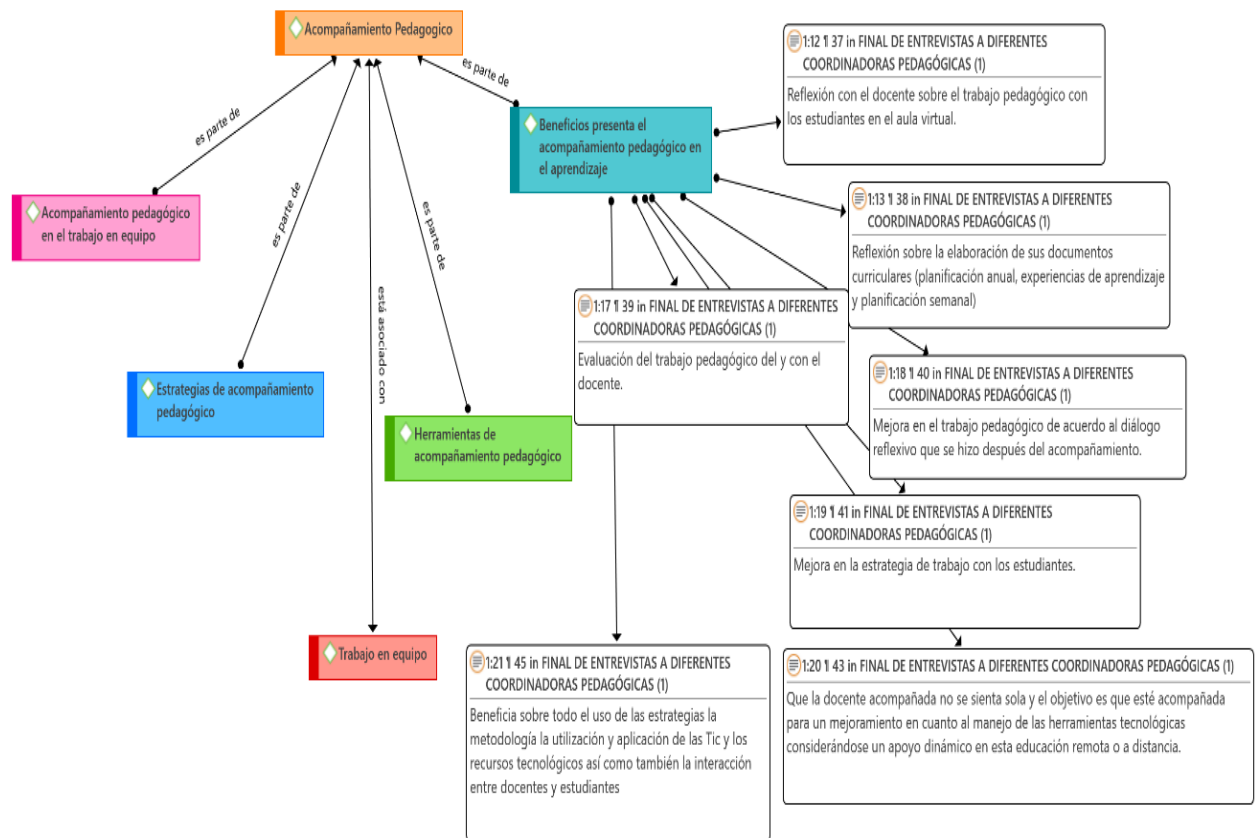 Acompañamiento Pedagogico
es parte de
es parte de
es parte de
es parte de
está asociado con
Beneficios presenta el
acompañamiento pedagógico en
el aprendizaje
Acompañamiento pedagógico
en el trabajo en equipo
Estrategias de acompañamiento
pedagógico
Herramientas de
acompañamiento pedagógico
Trabajo en equipo
1:12 ¶ 37 in FINAL DE ENTREVISTAS A DIFERENTES
COORDINADORAS PEDAGÓGICAS (1)
Reflexión con el docente sobre el trabajo pedagógico con
los estudiantes en el aula virtual.
1:13 ¶ 38 in FINAL DE ENTREVISTAS A DIFERENTES
COORDINADORAS PEDAGÓGICAS (1)
Reflexión sobre la elaboración de sus documentos
curriculares (planificación anual, experiencias de aprendizaje
y planificación semanal)
1:17 ¶ 39 in FINAL DE ENTREVISTAS A DIFERENTES
COORDINADORAS PEDAGÓGICAS (1)
Evaluación del trabajo pedagógico del y con el
docente.
1:18 ¶ 40 in FINAL DE ENTREVISTAS A DIFERENTES
COORDINADORAS PEDAGÓGICAS (1)
Mejora en el trabajo pedagógico de acuerdo al diálogo
reflexivo que se hizo después del acompañamiento.
1:19 ¶ 41 in FINAL DE ENTREVISTAS A DIFERENTES
COORDINADORAS PEDAGÓGICAS (1)
Mejora en la estrategia de trabajo con los estudiantes.
1:21 ¶ 45 in FINAL DE ENTREVISTAS A DIFERENTES
COORDINADORAS PEDAGÓGICAS (1)
Beneficia sobre todo el uso de las estrategias la
metodología la utilización y aplicación de las Tic y los
recursos tecnológicos así como también la interacción
entre docentes y estudiantes
1:20 ¶ 43 in FINAL DE ENTREVISTAS A DIFERENTES COORDINADORAS PEDAGÓGICAS (1)
Que la docente acompañada no se sienta sola y el objetivo es que esté acompañada
para un mejoramiento en cuanto al manejo de las herramientas tecnológicas
considerándose un apoyo dinámico en esta educación remota o a distancia.